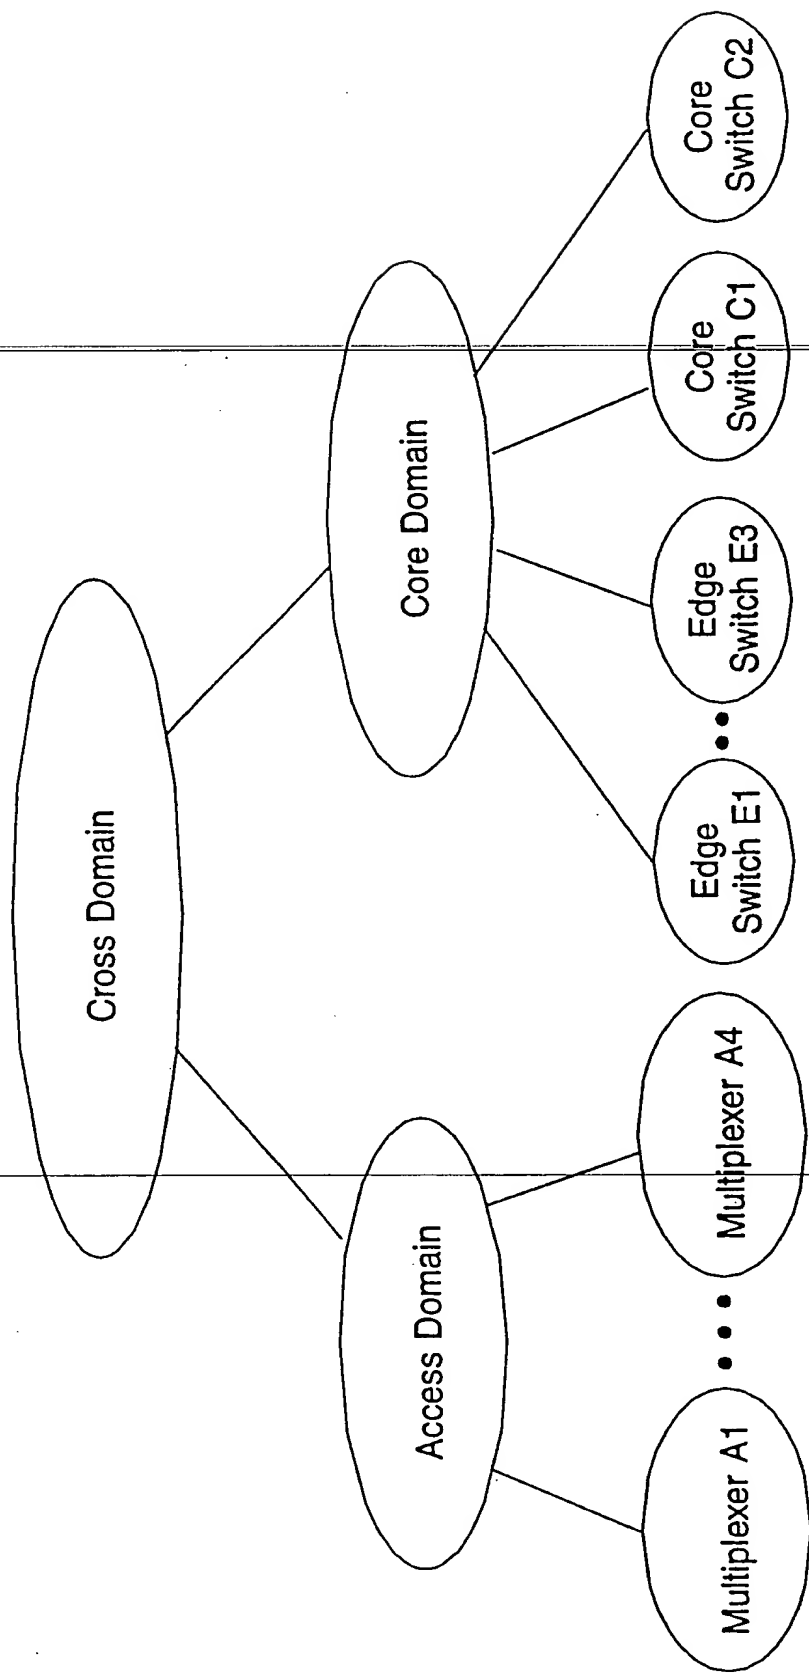 Cross Domain
Access Domain
Core Domain
Multiplexer A1
Multiplexer A4
Edge
Switch E1
Edge
Switch E3
Core
Switch C1
Core
Switch C2